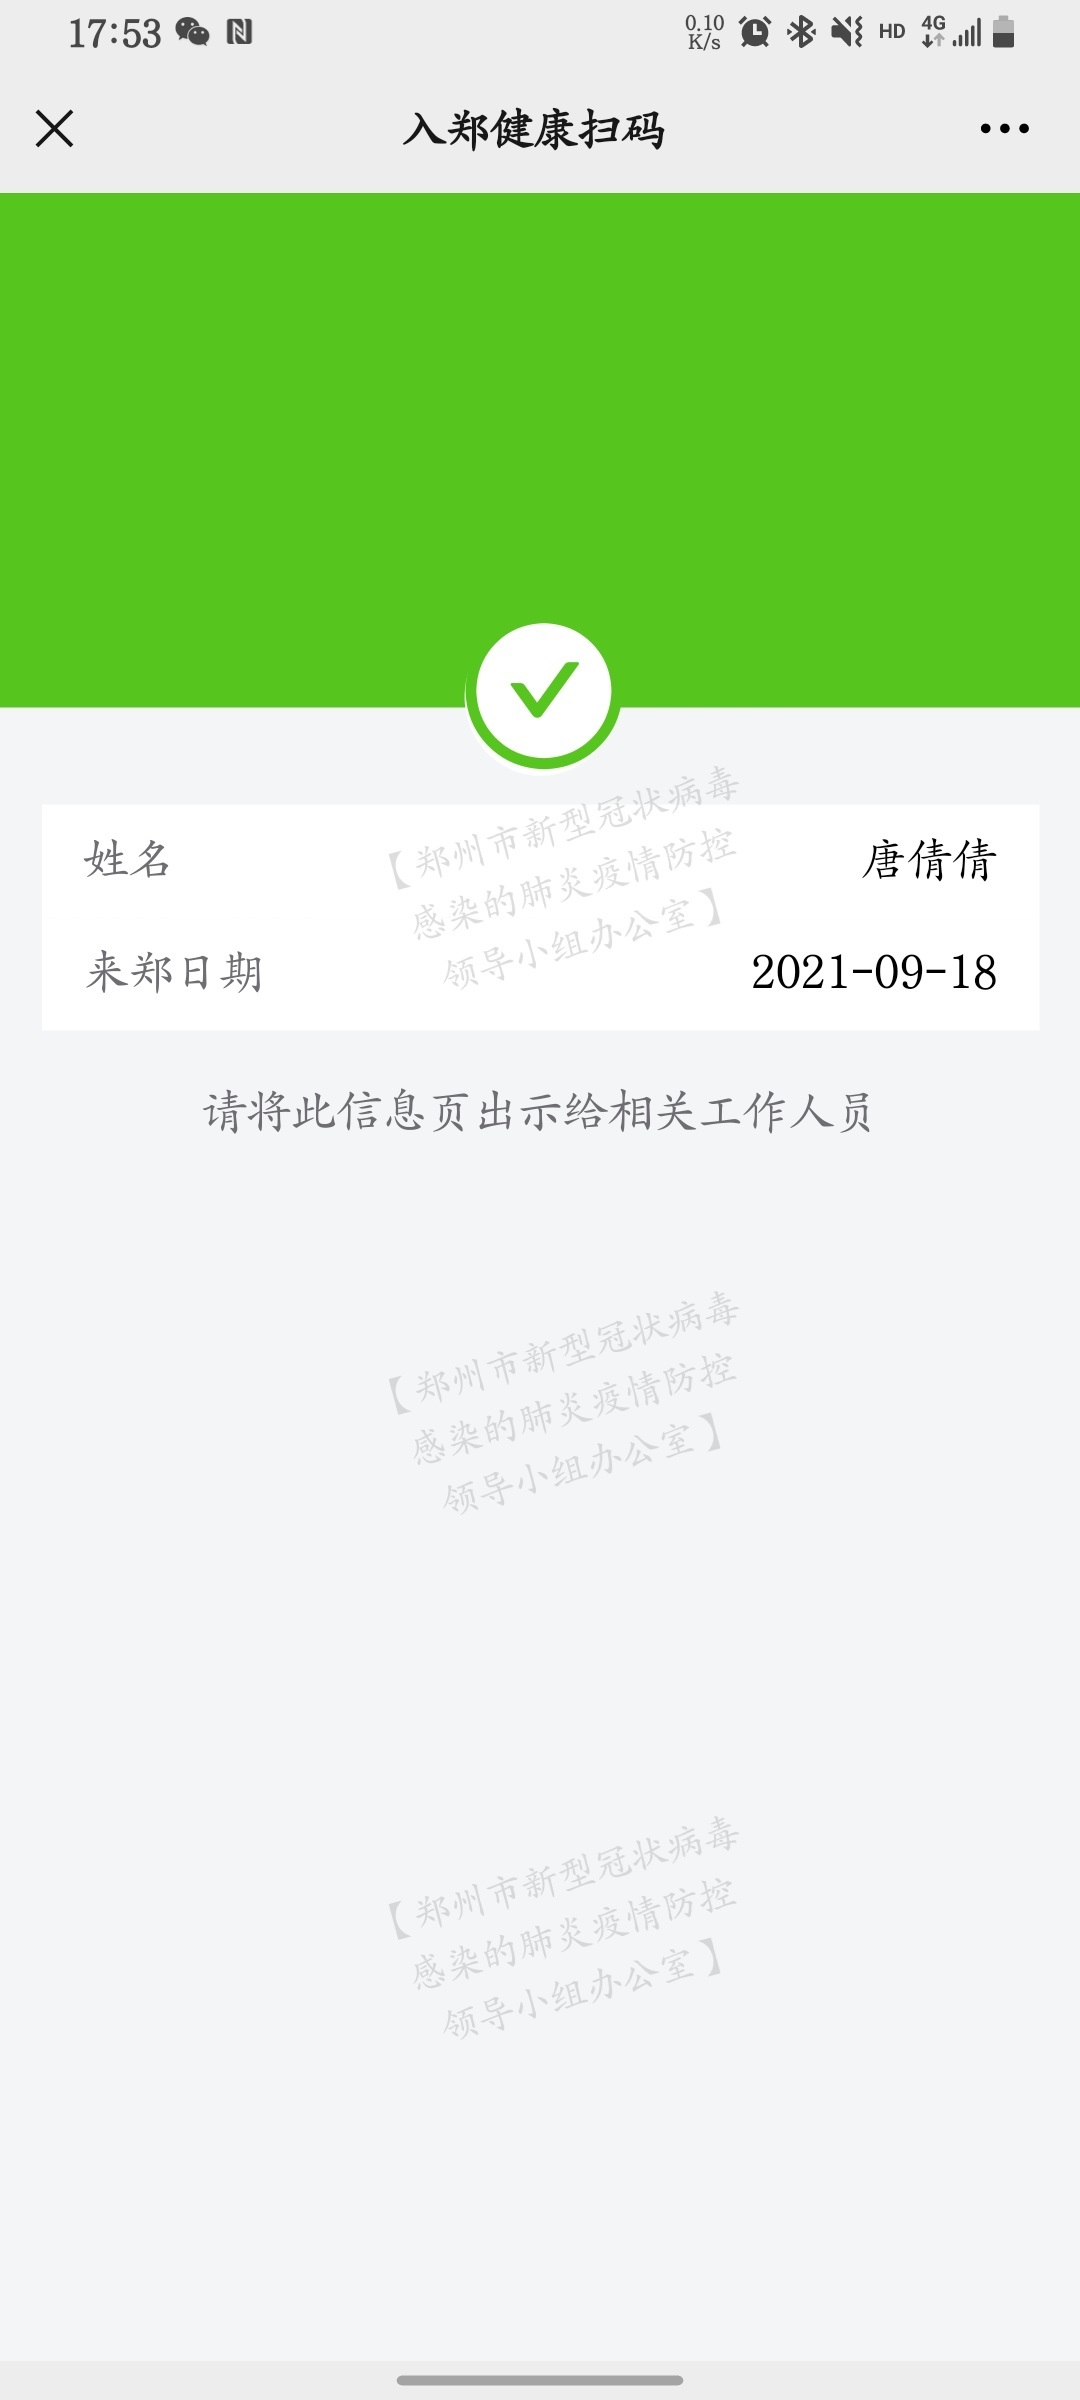 17:53
0.10
K/s
HD
4G
入郑健康扫码
姓名
唐倩倩
来郑日期
2021-09-18
【郑州市新型冠状病毒
感染的肺炎疫情防控
领导小组办公室】
请将此信息页出示给相关工作人员
【郑州市新型冠状病毒
感染的肺炎疫情防控
领导小组办公室】
【郑州市新型冠状病毒
感染的肺炎疫情防控
领导小组办公室】